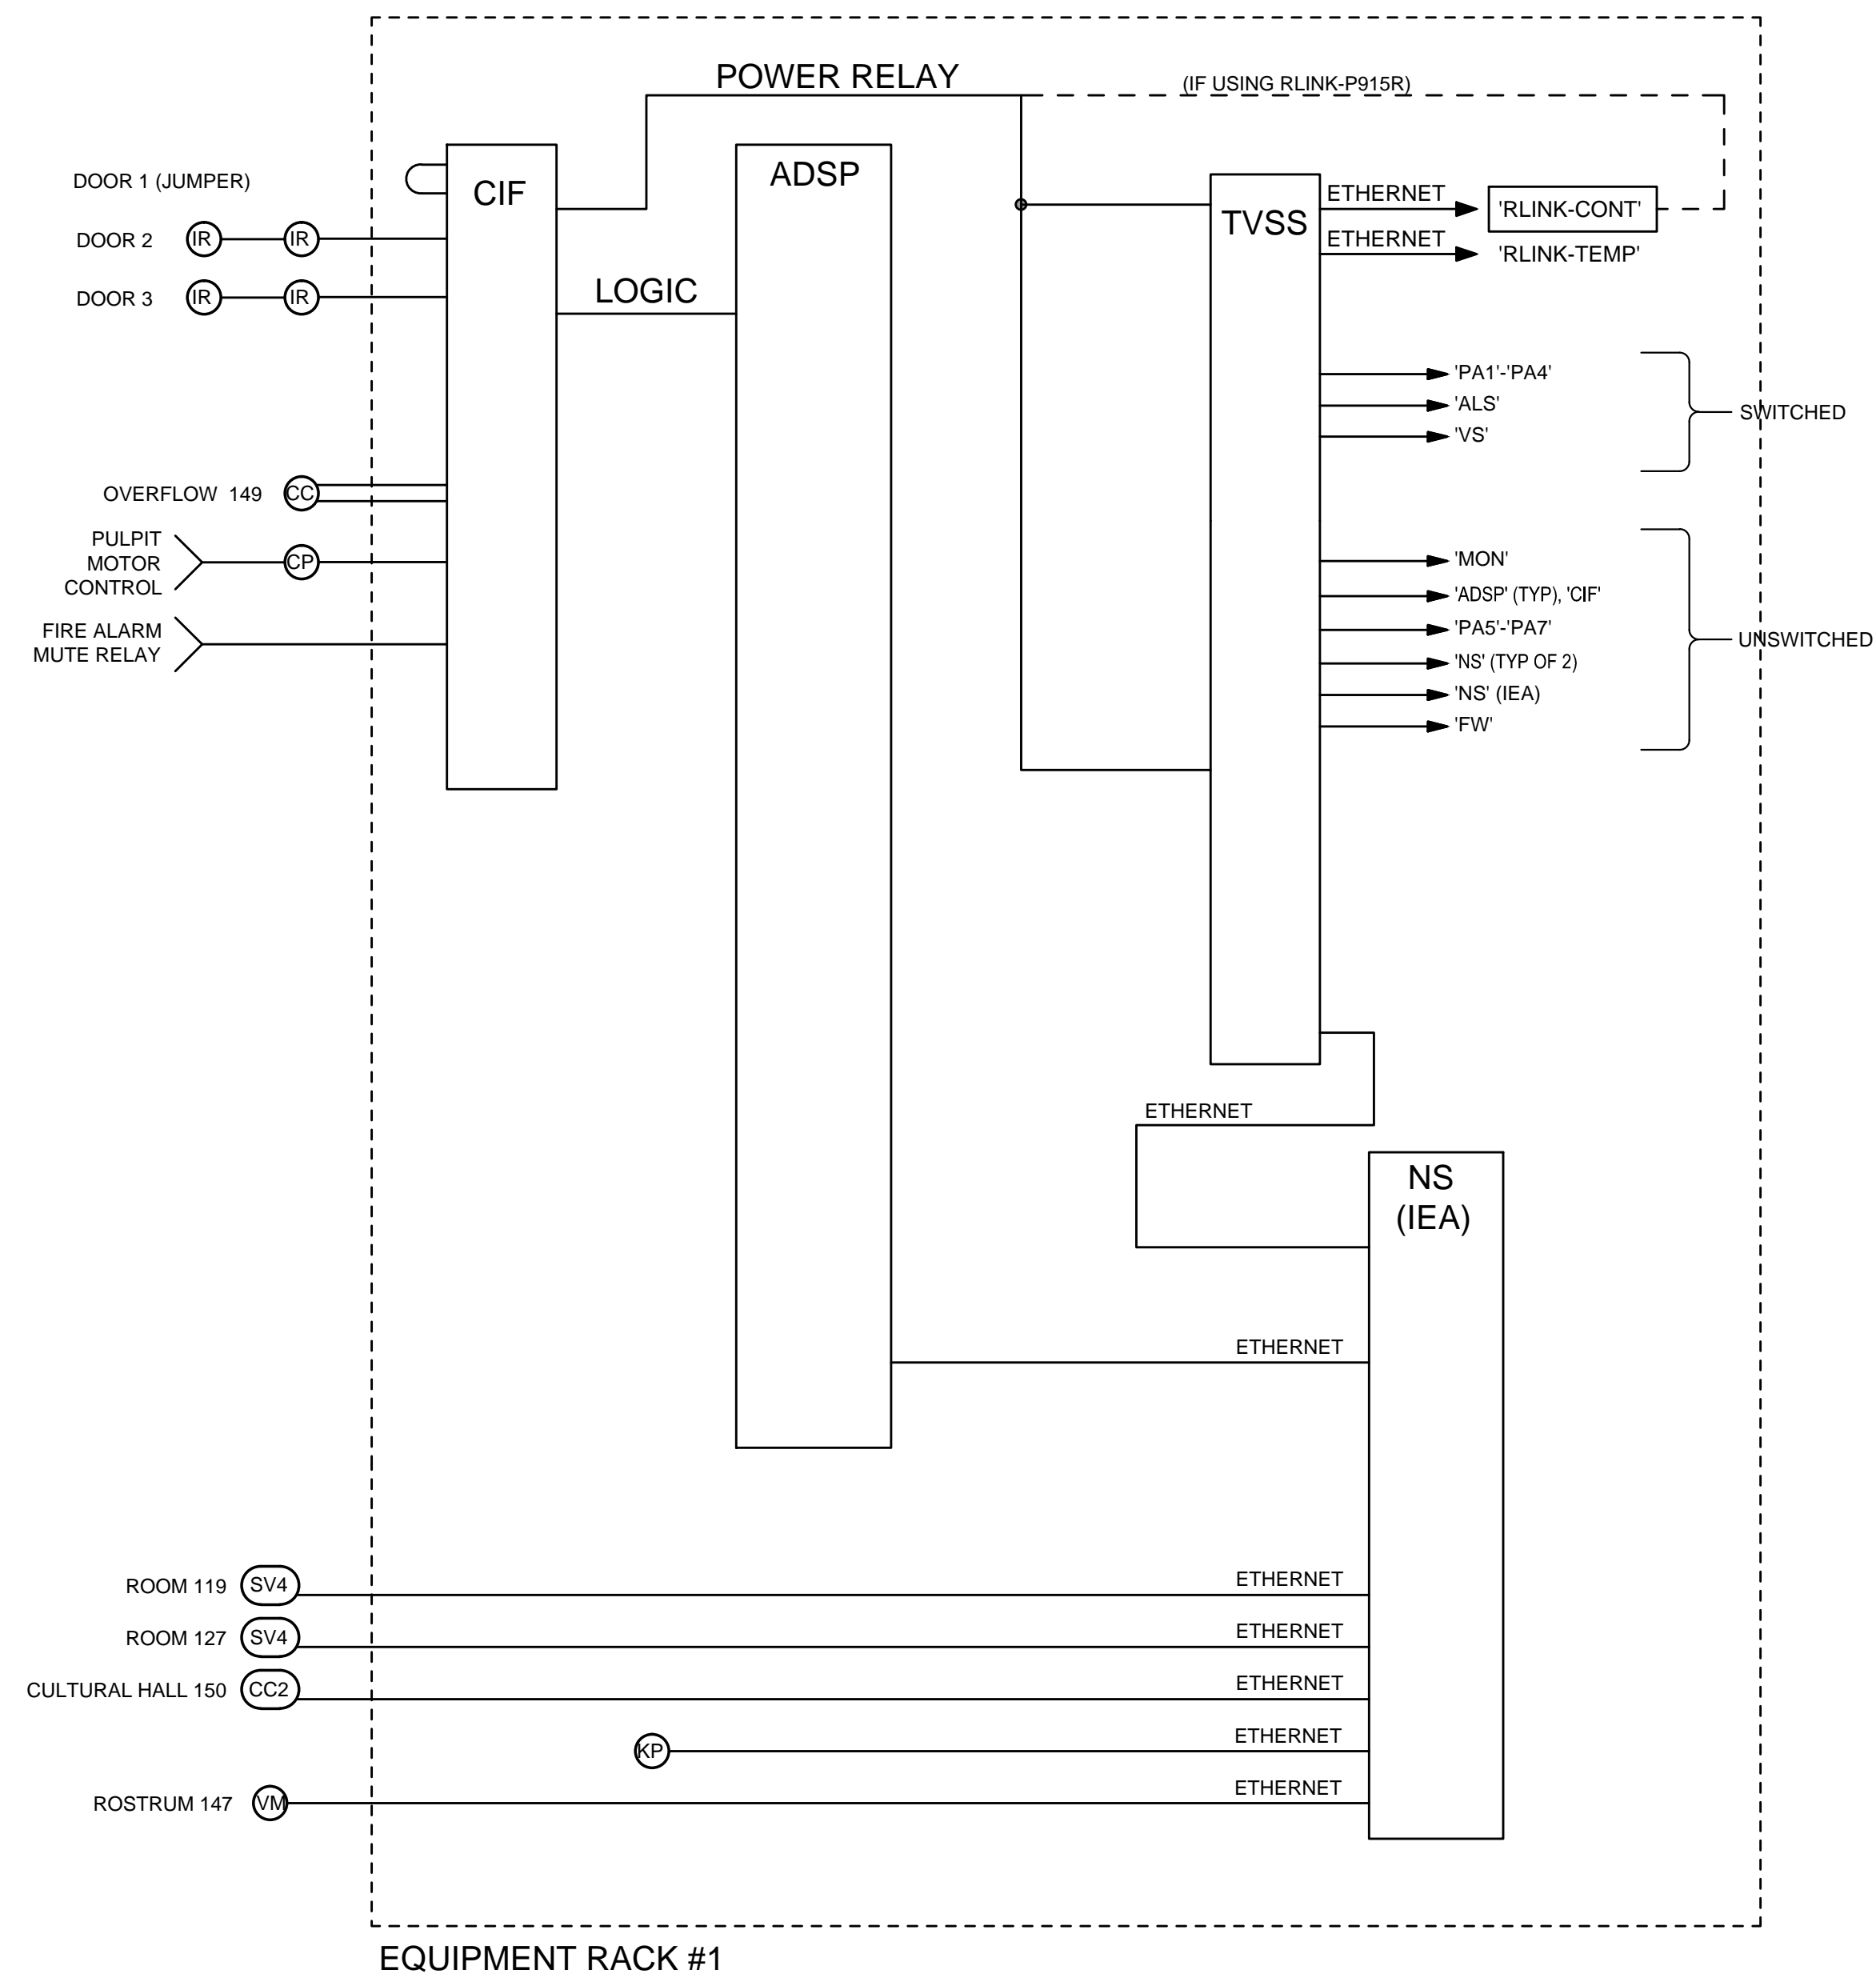 POWER RELAY
(IF USING RLINK-P915R)
DOOR 1 (JUMPER)
CIF
ADSP
TVSS
ETHERNET
'RLINK-CONT'
DOOR 2
IR
IR
ETHERNET
'RLINK-TEMP'
DOOR 3
IR
IR
LOGIC
'PA1'-'PA4'
'ALS'
'VS'
SWITCHED
OVERFLOW 149
CC
PULPIT
MOTOR
CONTROL
CP
FIRE ALARM
MUTE RELAY
'MON'
'ADSP' (TYP), 'CIF'
'PA5'-'PA7'
'NS' (TYP OF 2)
'NS' (IEA)
'FW'
UNSWITCHED
ETHERNET
NS
(IEA)
ETHERNET
ROOM 119
SV4
ETHERNET
ROOM 127
SV4
ETHERNET
CULTURAL HALL 150
CC2
ETHERNET
KP
ETHERNET
ROSTRUM 147
VM
ETHERNET
EQUIPMENT RACK #1